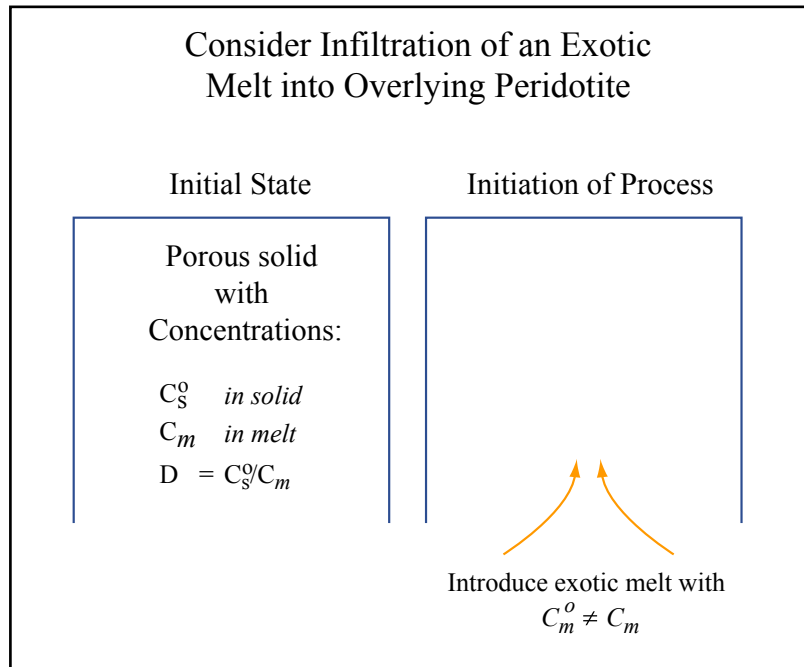 Consider Infiltration of an Exotic
Melt into Overlying Peridotite
Initial State
Porous solid
with
Concentrations:
C_s^o in solid
C_m in melt
D = C_s^o/C_m
Initiation of Process
Introduce exotic melt with
C_m^o ≠ C_m